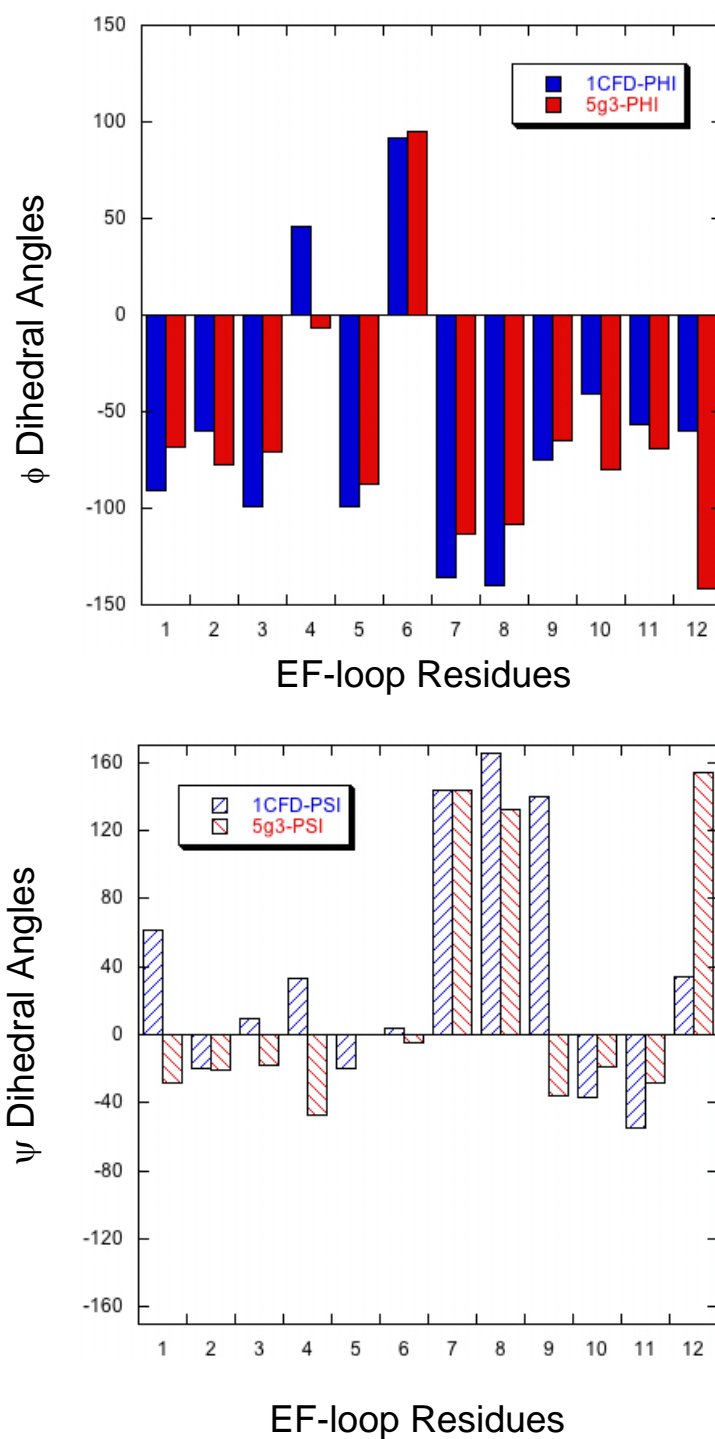 150
100
50
0
-50
-100
-150
ϕ Dihedral Angles
1CFD-PHI
5g3-PHI
1 2 3 4 5 6 7 8 9 10 11 12
EF-loop Residues
160
120
80
40
0
-40
-80
-120
-160
ψ Dihedral Angles
1CFD-PSI
5g3-PSI
1 2 3 4 5 6 7 8 9 10 11 12
EF-loop Residues